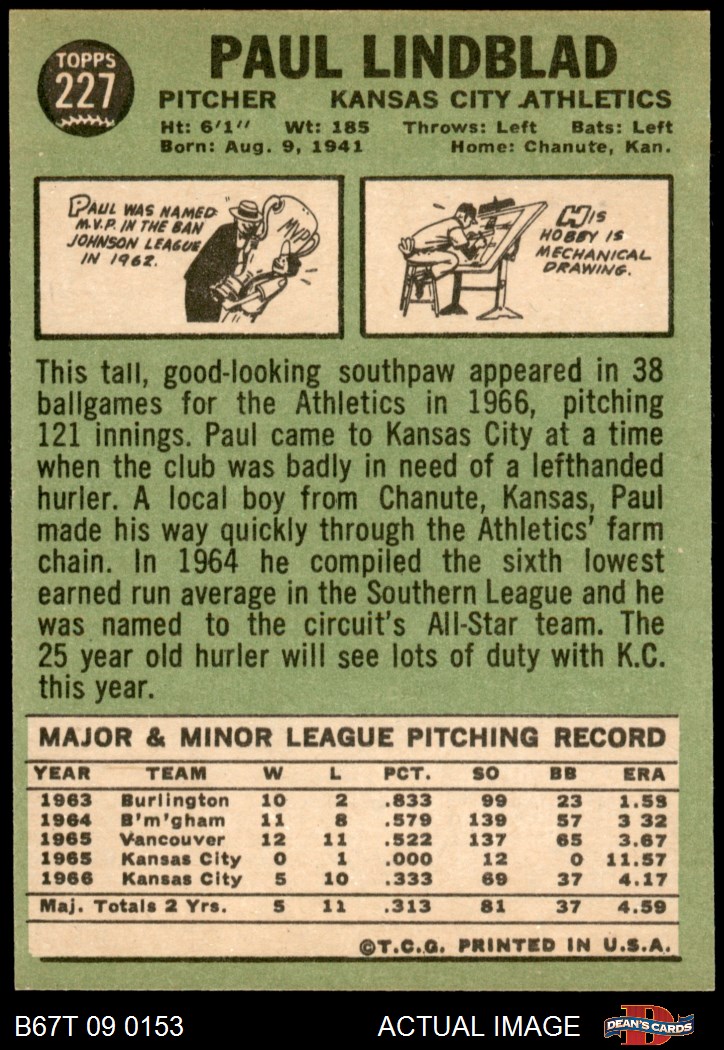 TOPPS
227
PAUL LINDBLAD
PITCHER KANSAS CITY ATHLETICS
Ht: 6'1" Wt: 185 Throws: Left Bats: Left
Born: Aug. 9, 1941 Home: Chanute, Kan.
PAUL WAS NAMED
M.V.P. IN THE BAN
JOHNSON LEAGUE
IN 1962.
MVP
HIS
HOBBY IS
MECHANICAL
DRAWING.
This tall, good-looking southpaw appeared in 38
ballgames for the Athletics in 1966, pitching
121 innings. Paul came to Kansas City at a time
when the club was badly in need of a lefthanded
hurler. A local boy from Chanute, Kansas, Paul
made his way quickly through the Athletics' farm
chain. In 1964 he compiled the sixth lowest
earned run average in the Southern League and he
was named to the circuit's All-Star team. The
25 year old hurler will see lots of duty with K.C.
this year.
MAJOR & MINOR LEAGUE PITCHING RECORD
YEAR TEAM W L PCT. SO BB ERA
1963 Burlington 10 2 .833 99 23 1.59
1964 B'm'gham 11 8 .579 139 57 3 32
1965 Vancouver 12 11 .522 137 65 3.67
1965 Kansas City 0 1 .000 12 0 11.57
1966 Kansas City 5 10 .333 69 37 4.17
Maj. Totals 2 Yrs. 5 11 .313 81 37 4.59
©T.C.G. PRINTED IN U.S.A.
B67T 09 0153 ACTUAL IMAGE
D
DEAN'S CARDS